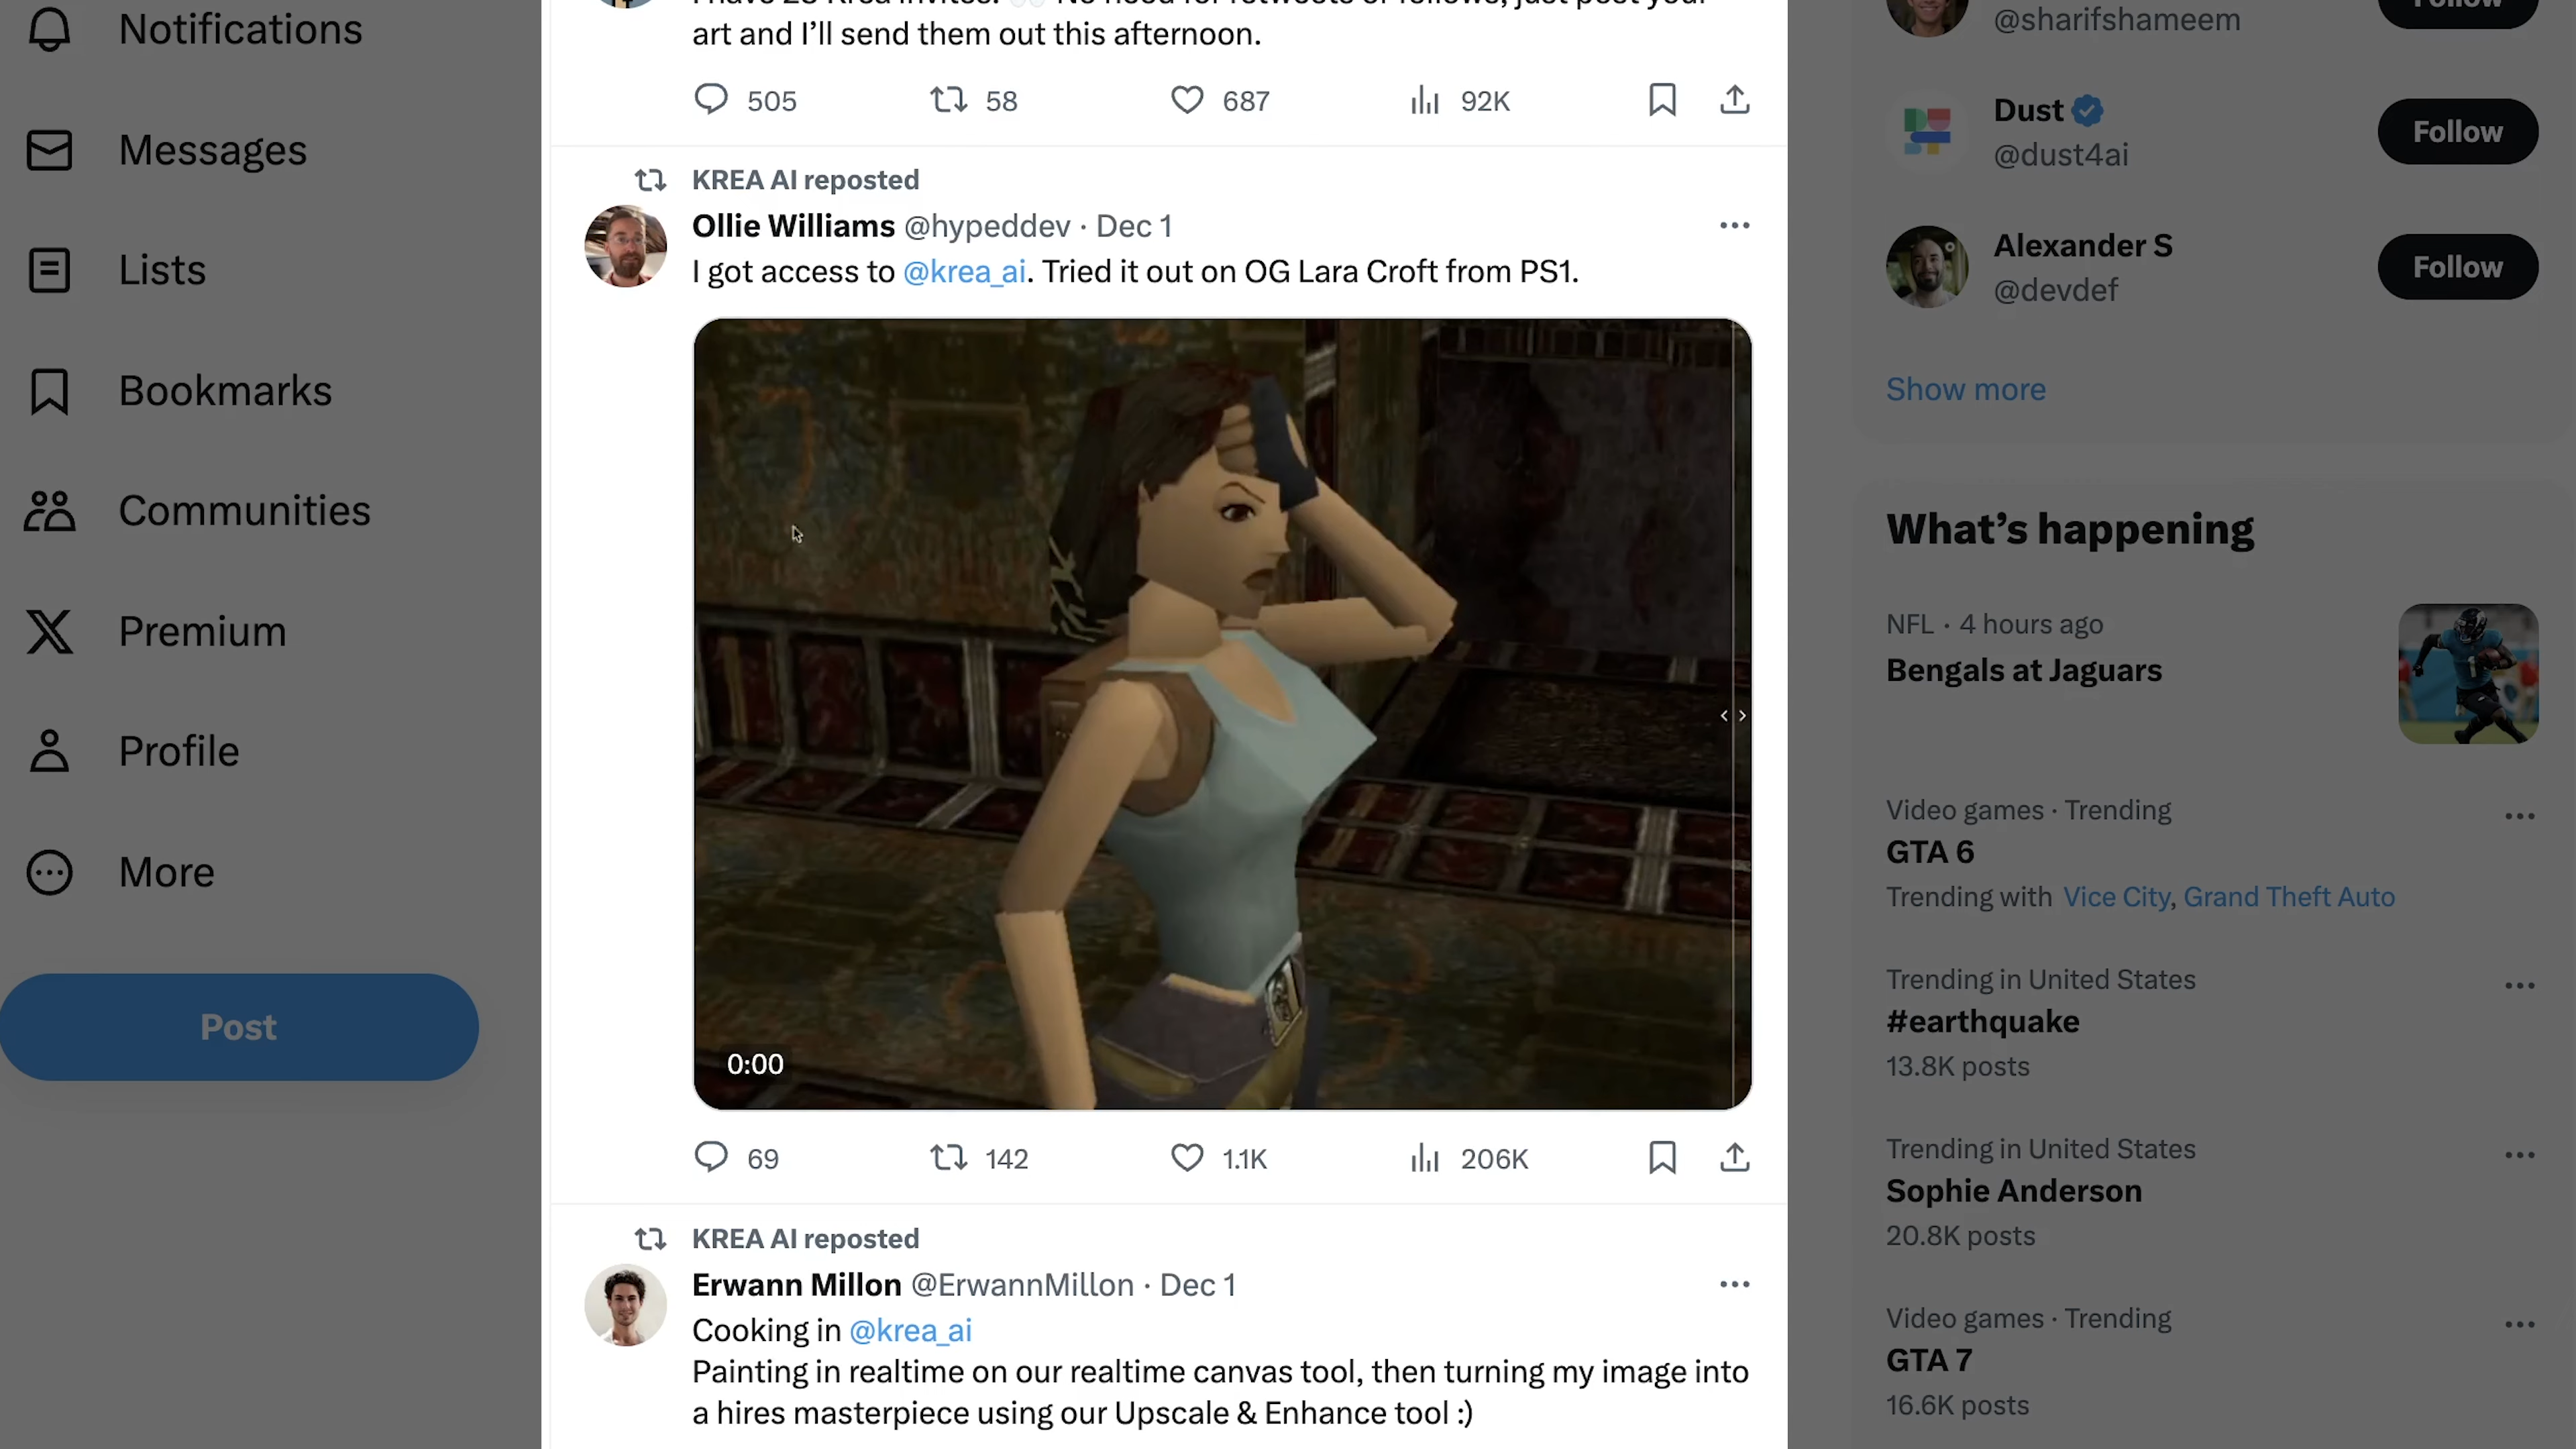 Notifications
Messages
Lists
Bookmarks
Communities
Premium
Profile
More
Post
art and I’ll send them out this afternoon.
505 58 687 92K
KREA AI reposted
Ollie Williams @hypeddev · Dec 1
I got access to @krea_ai. Tried it out on OG Lara Croft from PS1.
0:00
69 142 1.1K 206K
KREA AI reposted
Erwann Millon @ErwannMillon · Dec 1
Cooking in @krea_ai
Painting in realtime on our realtime canvas tool, then turning my image into
a hires masterpiece using our Upscale & Enhance tool :)
@sharifshameem
Follow
Dust
@dust4ai
Follow
Alexander S
@devdef
Follow
Show more
What’s happening
NFL · 4 hours ago
Bengals at Jaguars
Video games · Trending
GTA 6
Trending with Vice City, Grand Theft Auto
Trending in United States
#earthquake
13.8K posts
Trending in United States
Sophie Anderson
20.8K posts
Video games · Trending
GTA 7
16.6K posts